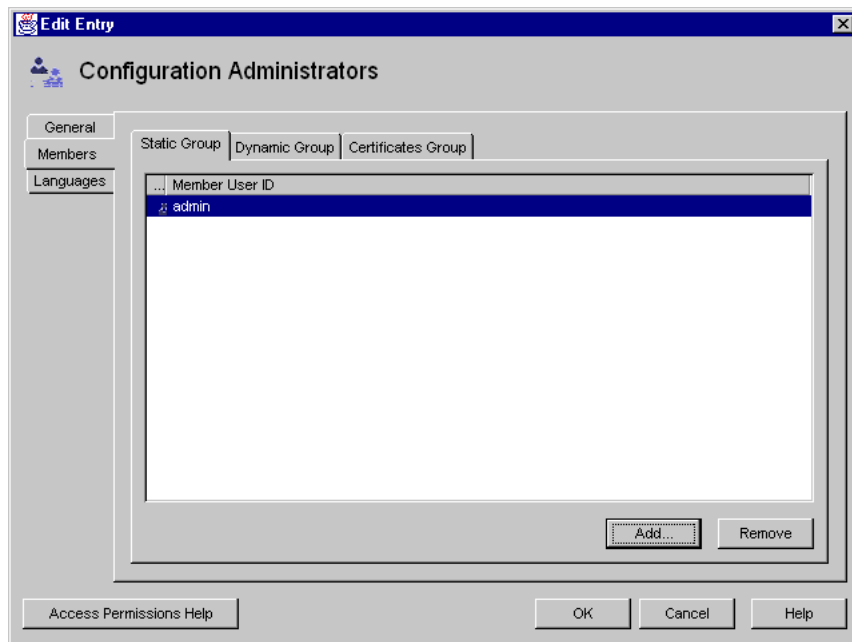 Edit Entry
Configuration Administrators
General
Members
Languages
Static Group Dynamic Group Certificates Group
... Member User ID
admin
Add... Remove
Access Permissions Help OK Cancel Help